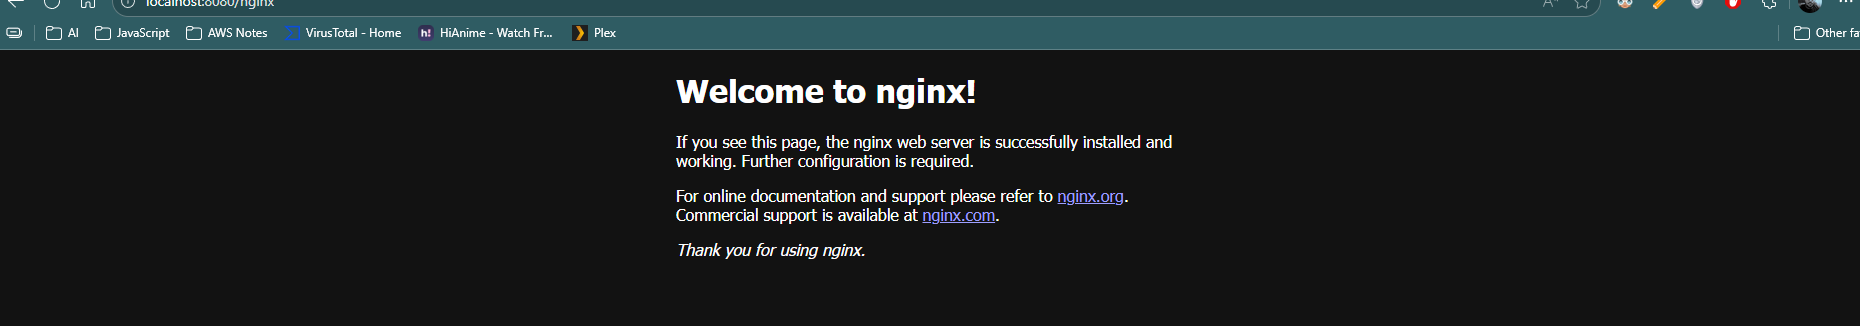 localhost:8080/nginx
AI JavaScript AWS Notes VirusTotal - Home h! HiAnime - Watch Fr... Plex Other fa
Welcome to nginx!
If you see this page, the nginx web server is successfully installed and
working. Further configuration is required.
For online documentation and support please refer to nginx.org.
Commercial support is available at nginx.com.
Thank you for using nginx.